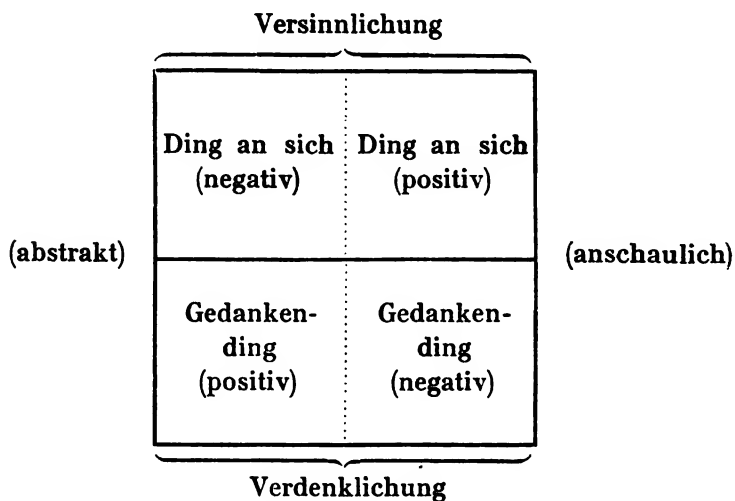 Versinnlichung
Ding an sich Ding an sich
(negativ) (positiv)
(abstrakt) (anschaulich)
Gedanken- Gedanken-
ding ding
(positiv) (negativ)
Verdenklichung